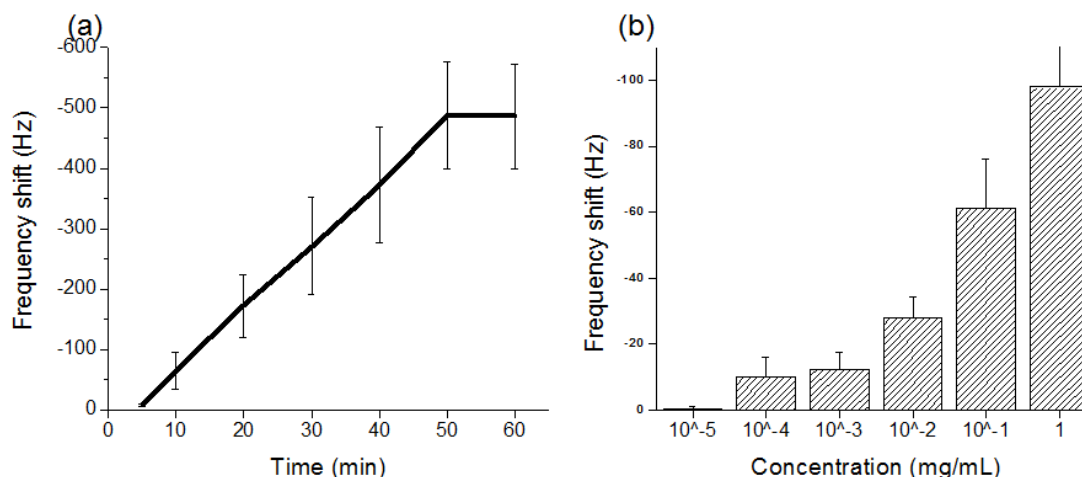 (a)
-600
-500
-400
-300
-200
-100
0
Frequency shift (Hz)
0 10 20 30 40 50 60
Time (min)
(b)
-100
-80
-60
-40
-20
0
Frequency shift (Hz)
10^-5 10^-4 10^-3 10^-2 10^-1 1
Concentration (mg/mL)